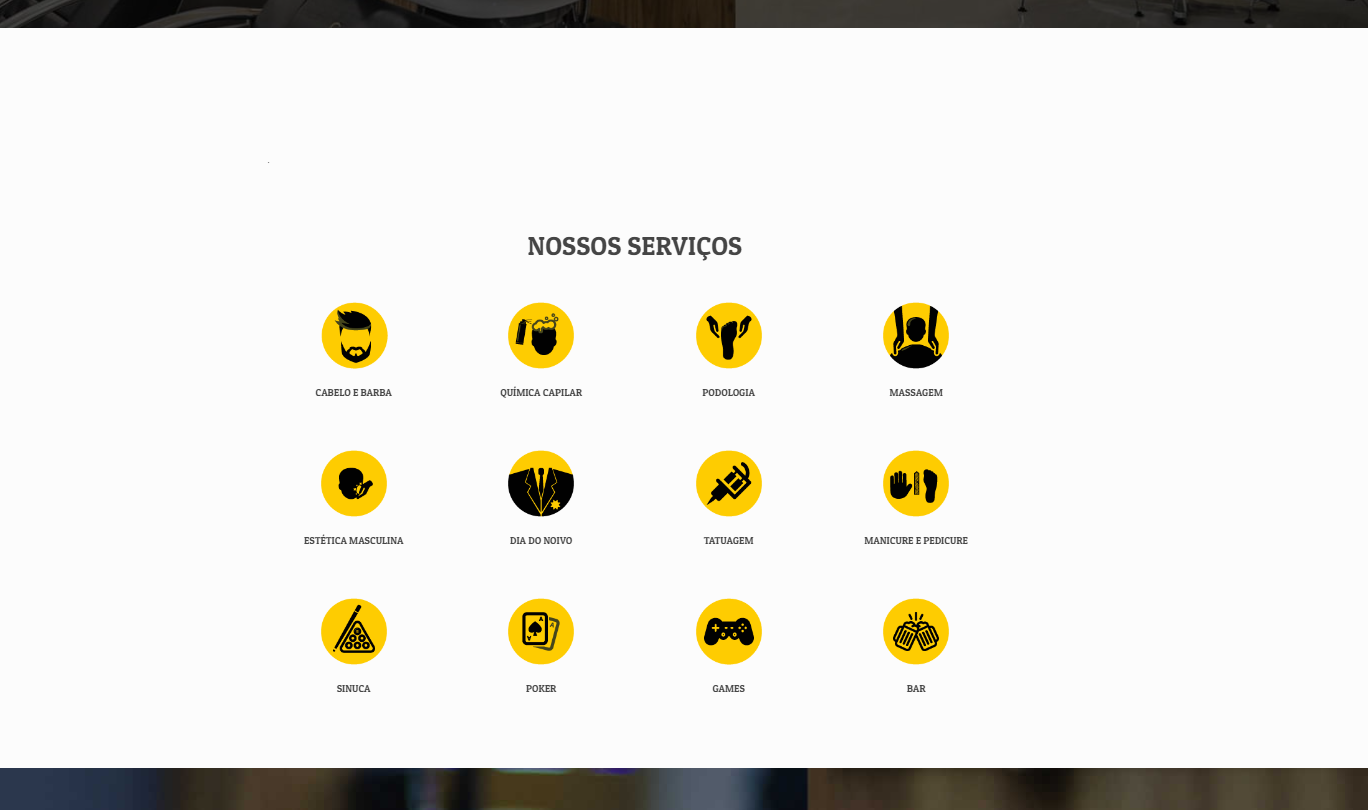 NOSSOS SERVIÇOS
CABELO E BARBA
QUÍMICA CAPILAR
PODOLOGIA
MASSAGEM
ESTÉTICA MASCULINA
DIA DO NOIVO
TATUAGEM
MANICURE E PEDICURE
SINUCA
POKER
GAMES
BAR